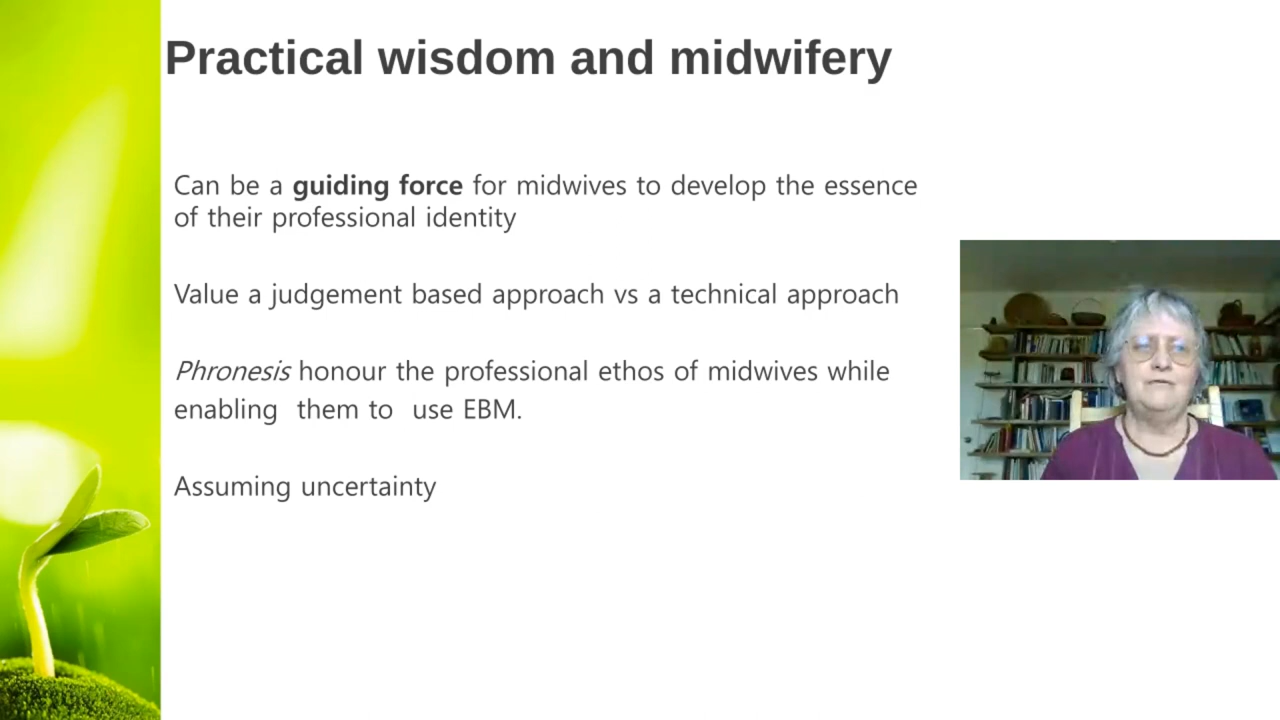 Practical wisdom and midwifery
Can be a guiding force for midwives to develop the essence
of their professional identity
Value a judgement based approach vs a technical approach
Phronesis honour the professional ethos of midwives while
enabling them to use EBM.
Assuming uncertainty